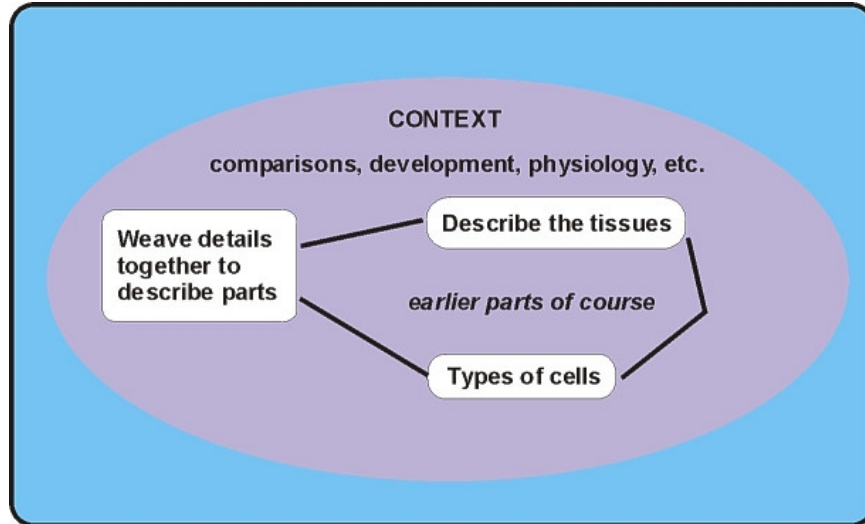 CONTEXT
comparisons, development, physiology, etc.
Weave details
together to
describe parts
Describe the tissues
earlier parts of course
Types of cells